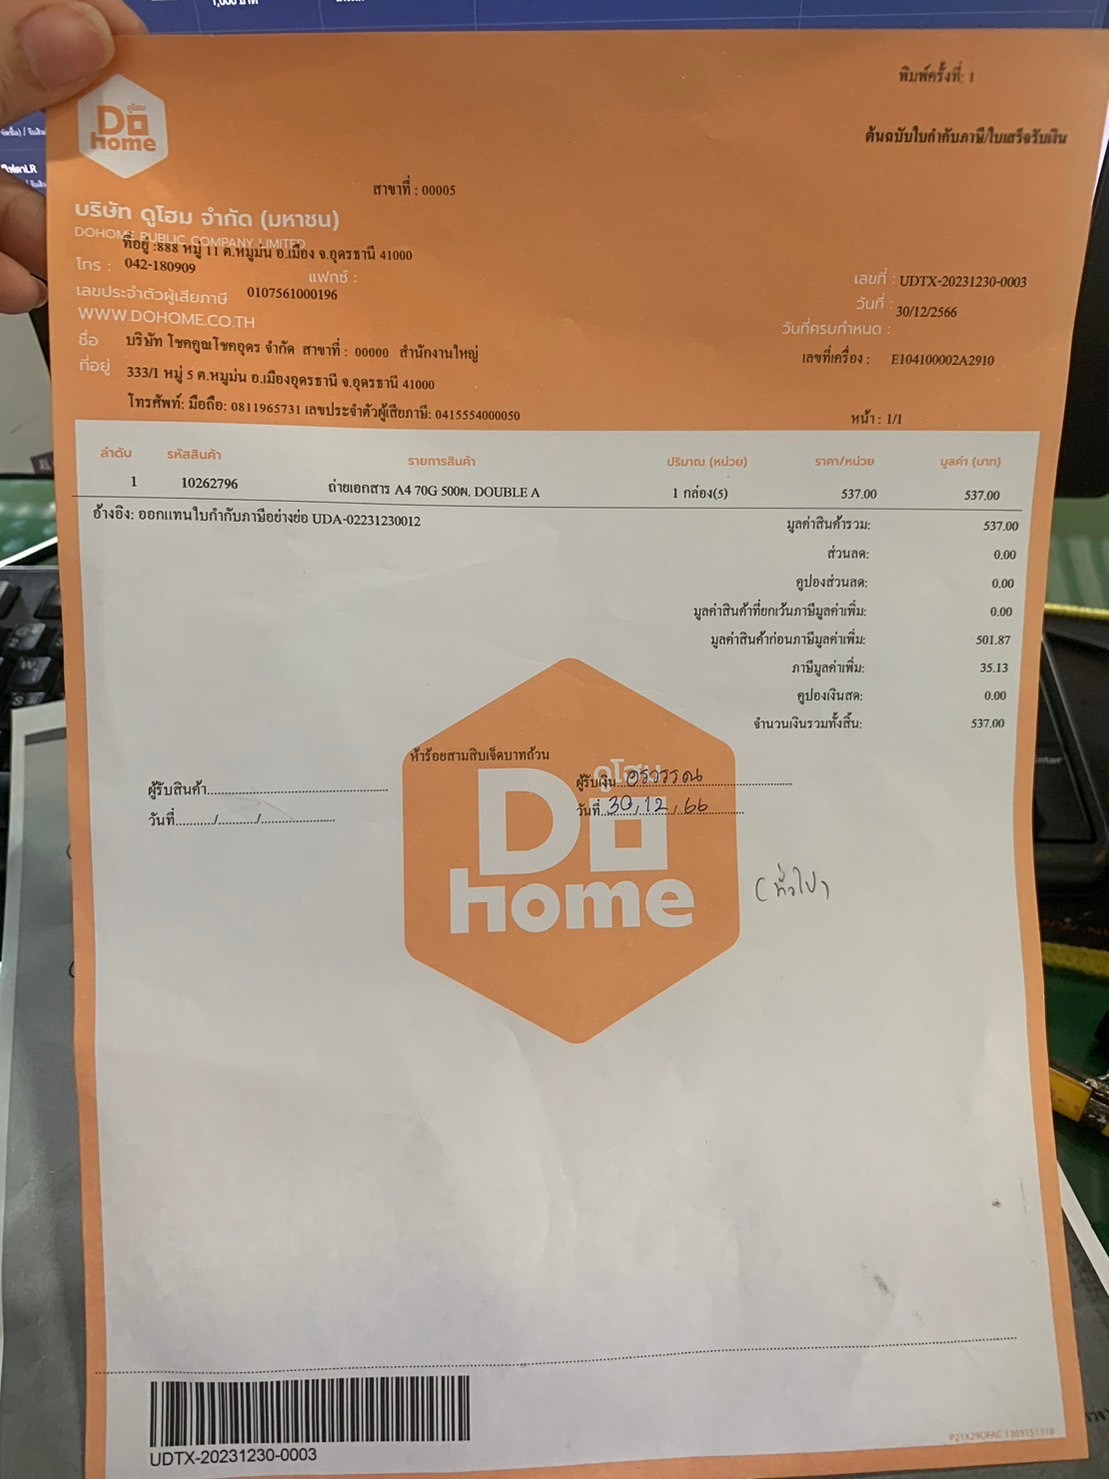 1,000 บาท
พิมพ์ครั้งที่: 1
ดูโฮม
Do
home
ต้นฉบับใบกำกับภาษี/ใบเสร็จรับเงิน
สาขาที่ : 00005
บริษัท ดูโฮม จำกัด (มหาชน)
DOHOME PUBLIC COMPANY LIMITED
ที่อยู่ :888 หมู่ 11 ต.หมูม่น อ.เมือง จ.อุดรธานี 41000
โทร : 042-180909 แฟกซ์ :
เลขที่ : UDTX-20231230-0003
เลขประจำตัวผู้เสียภาษี 0107561000196
วันที่ : 30/12/2566
WWW.DOHOME.CO.TH
วันที่ครบกำหนด :
ชื่อ บริษัท โชคคูณโชคอุดร จำกัด สาขาที่ : 00000 สำนักงานใหญ่
เลขที่เครื่อง : E104100002A2910
ที่อยู่ 333/1 หมู่ 5 ต.หมูม่น อ.เมืองอุดรธานี จ.อุดรธานี 41000
โทรศัพท์: มือถือ: 0811965731 เลขประจำตัวผู้เสียภาษี: 0415554000050
หน้า : 1/1
ลำดับ รหัสสินค้า รายการสินค้า ปริมาณ (หน่วย) ราคา/หน่วย มูลค่า (บาท)
1 10262796 ถ่ายเอกสาร A4 70G 500ผ. DOUBLE A 1 กล่อง(5) 537.00 537.00
อ้างอิง: ออกแทนใบกำกับภาษีอย่างย่อ UDA-02231230012
มูลค่าสินค้ารวม: 537.00
ส่วนลด: 0.00
คูปองส่วนลด: 0.00
มูลค่าสินค้าที่ยกเว้นภาษีมูลค่าเพิ่ม: 0.00
มูลค่าสินค้าก่อนภาษีมูลค่าเพิ่ม: 501.87
ภาษีมูลค่าเพิ่ม: 35.13
คูปองเงินสด: 0.00
จำนวนเงินรวมทั้งสิ้น: 537.00
ห้าร้อยสามสิบเจ็ดบาทถ้วน
ดูโฮม
ผู้รับสินค้า.................... ผู้รับเงิน...อรวรรณ....................
วันที่........../........../.................... วันที่..30../..12../..66..........
Do
home
(ทั่วไป)
UDTX-20231230-0003
P21X29QFAC 1303151318